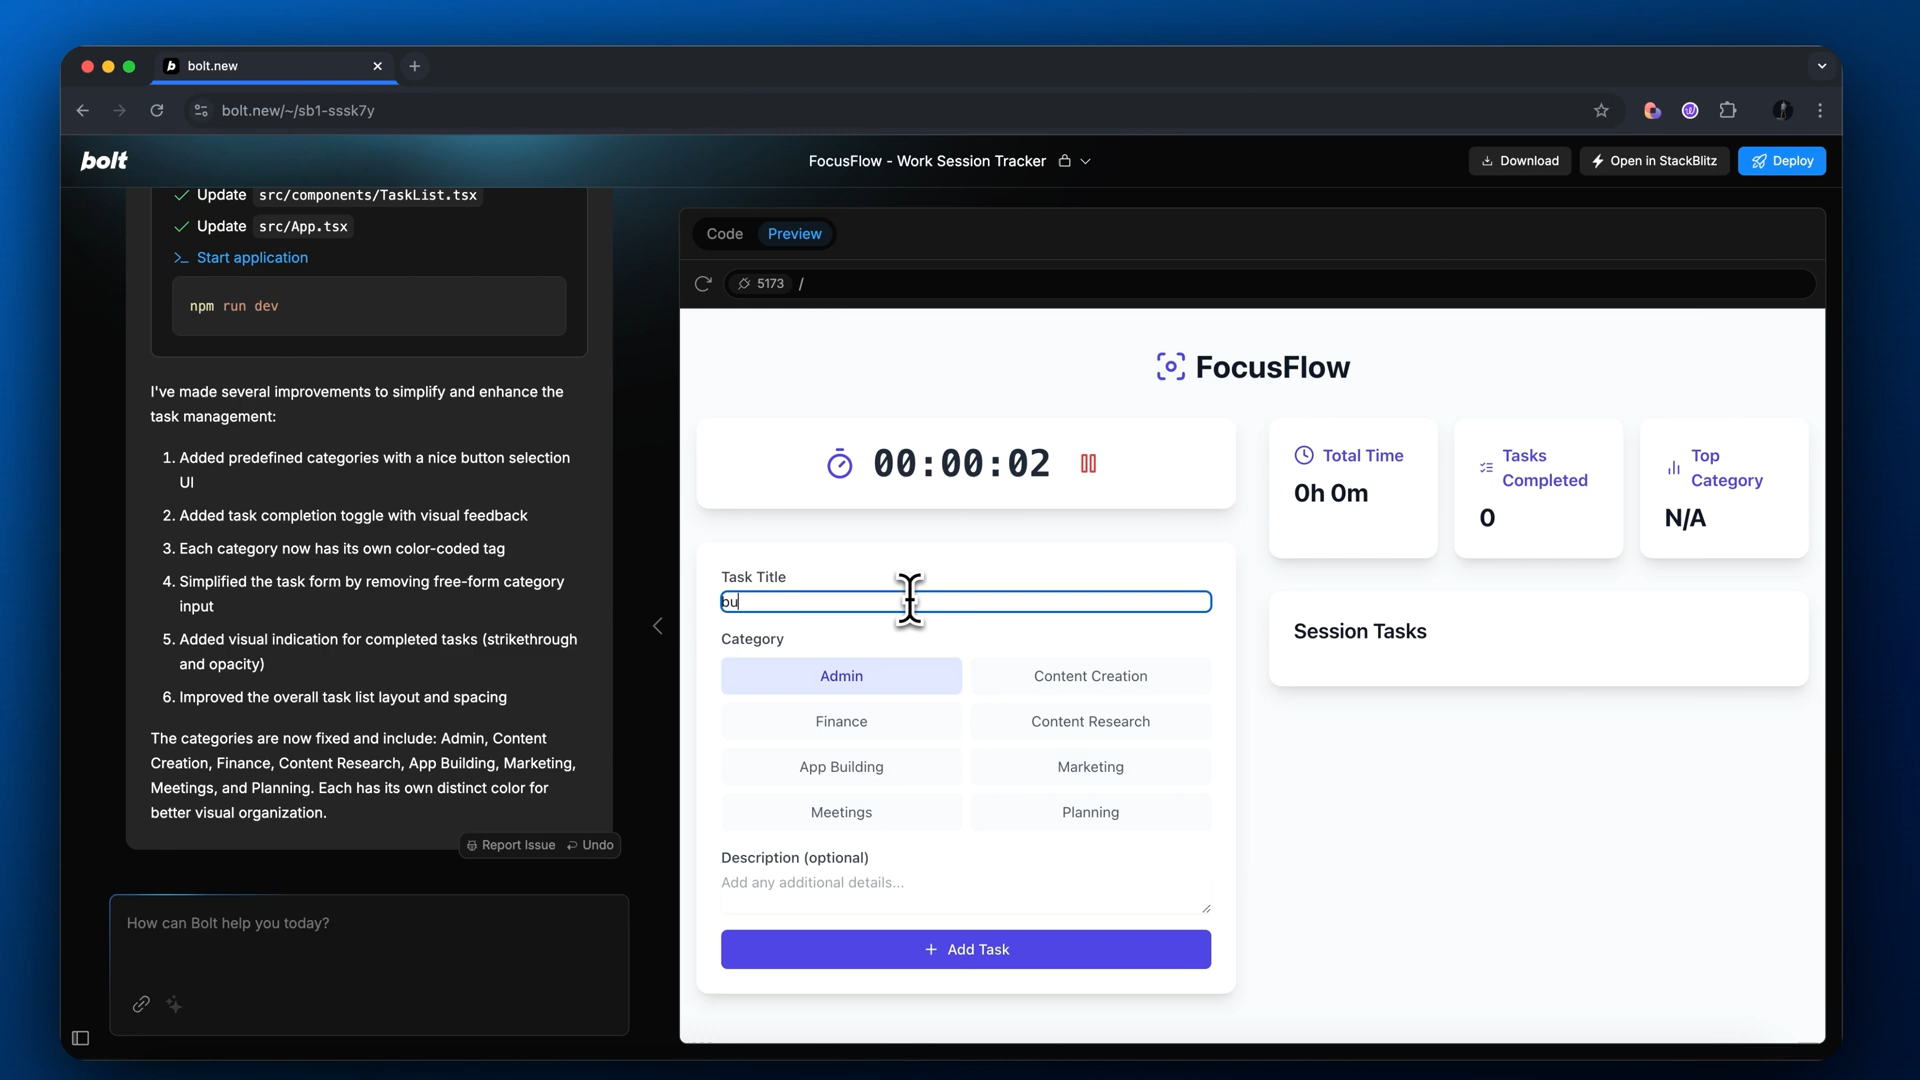 bolt.new
bolt.new/~/sb1-sssk7y
bolt
FocusFlow - Work Session Tracker
Download
Open in StackBlitz
Deploy
Update src/components/TaskList.tsx
Update src/App.tsx
Start application
npm run dev
I've made several improvements to simplify and enhance the
task management:
1. Added predefined categories with a nice button selection
UI
2. Added task completion toggle with visual feedback
3. Each category now has its own color-coded tag
4. Simplified the task form by removing free-form category
input
5. Added visual indication for completed tasks (strikethrough
and opacity)
6. Improved the overall task list layout and spacing
The categories are now fixed and include: Admin, Content
Creation, Finance, Content Research, App Building, Marketing,
Meetings, and Planning. Each has its own distinct color for
better visual organization.
Report Issue
Undo
How can Bolt help you today?
Code
Preview
5173 /
FocusFlow
00:00:02
Task Title
bu
Category
Admin
Content Creation
Finance
Content Research
App Building
Marketing
Meetings
Planning
Description (optional)
Add any additional details...
+ Add Task
Total Time
0h 0m
Tasks
Completed
0
Top
Category
N/A
Session Tasks